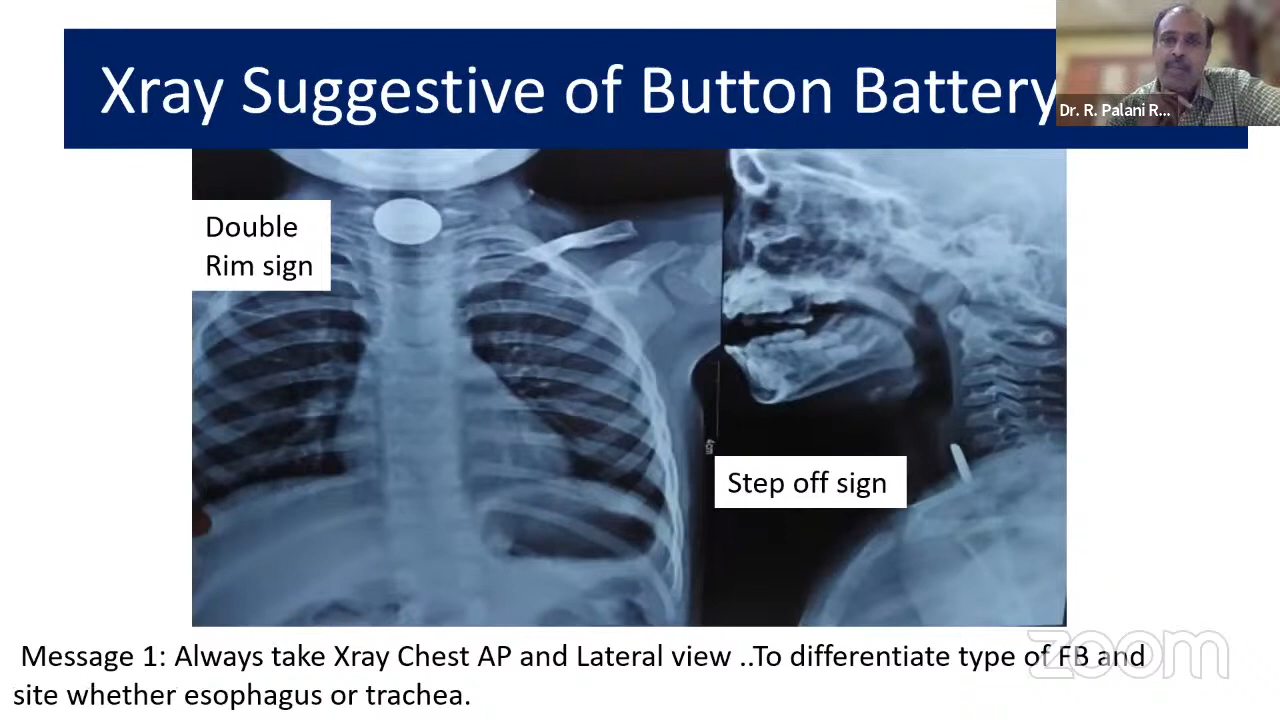 Xray Suggestive of Button Battery
Dr. R. Palani R...
Double
Rim sign
4cm
Step off sign
Message 1: Always take Xray Chest AP and Lateral view ..To differentiate type of FB and
site whether esophagus or trachea.
zoom